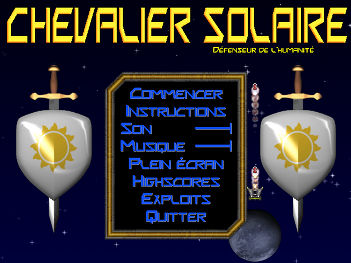 CHEVALIER SOLAIRE
DÉFENSEUR DE L'HUMANITÉ
COMMENCER
INSTRUCTIONS
SON
MUSIQUE
PLEIN ÉCRAN
HIGHSCORES
EXPLOITS
QUITTER